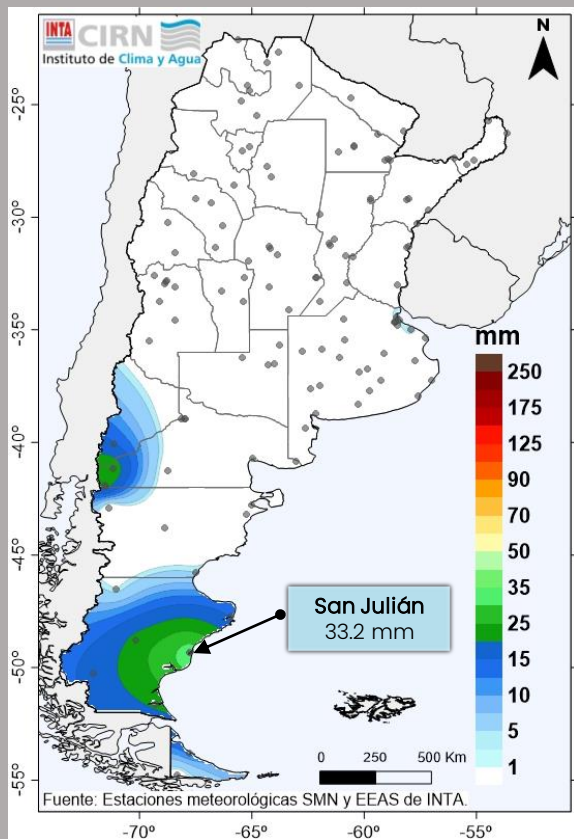 INTA CIRN
Instituto de Clima y Agua
N
-25°
-30°
-35°
-40°
-45°
-50°
-55°
mm
250
175
125
90
70
50
35
25
15
10
5
1
San Julián
33.2 mm
0 250 500 Km
Fuente: Estaciones meteorológicas SMN y EEAS de INTA.
-70° -65° -60° -55°